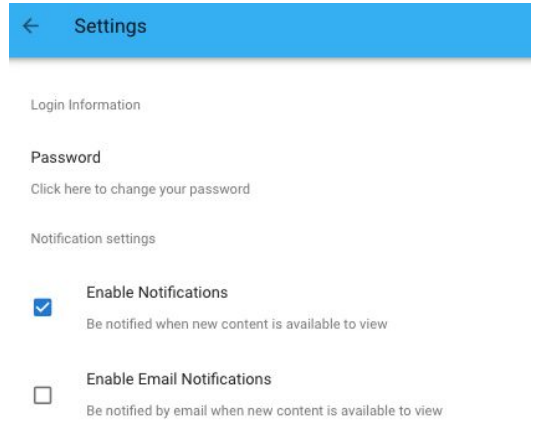 Settings
Login Information
Password
Click here to change your password
Notification settings
Enable Notifications
Be notified when new content is available to view
Enable Email Notifications
Be notified by email when new content is available to view